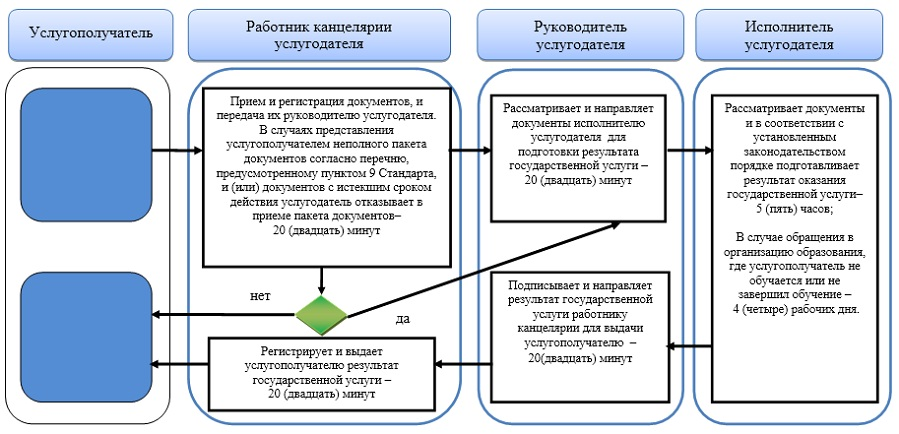 Услугополучатель
Работник канцелярии
услугодателя
Руководитель
услугодателя
Исполнитель
услугодателя
Прием и регистрация документов, и
передача их руководителю услугодателя.
В случаях представления
услугополучателем неполного пакета
документов согласно перечню,
предусмотренному пунктом 9 Стандарта,
и (или) документов с истекшим сроком
действия услугодатель отказывает в
приеме пакета документов–
20 (двадцать) минут
Рассматривает и направляет
документы исполнителю
услугодателя для
подготовки результата
государственной услуги –
20 (двадцать) минут
Рассматривает документы
и в соответствии с
установленным
законодательством
порядке подготавливает
результат оказания
государственной услуги–
5 (пять) часов;
В случае обращения в
организацию образования,
где услугополучатель не
обучается или не
завершил обучение –
4 (четыре) рабочих дня.
нет
да
Подписывает и направляет
результат государственной
услуги работнику
канцелярии для выдачи
услугополучателю –
20(двадцать) минут
Регистрирует и выдает
услугополучателю результат
государственной услуги –
20 (двадцать) минут